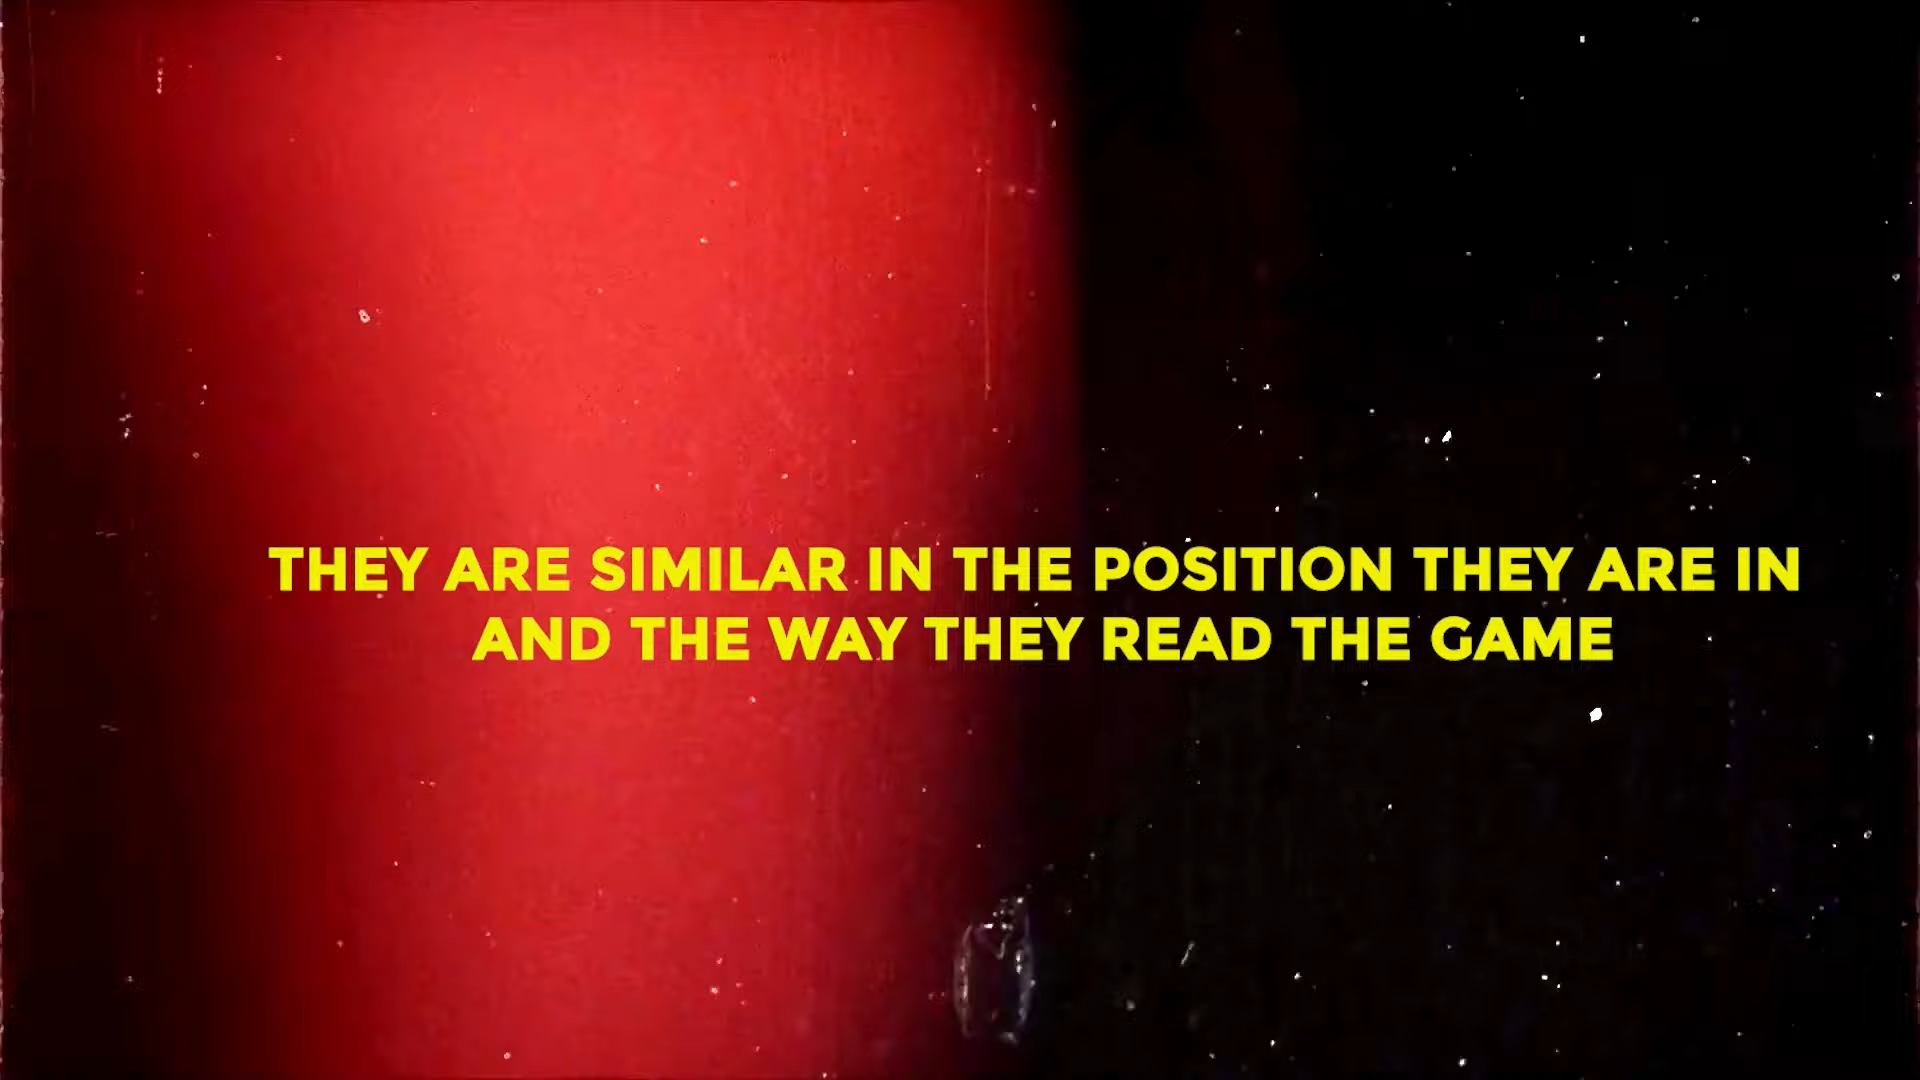 THEY ARE SIMILAR IN THE POSITION THEY ARE IN
AND THE WAY THEY READ THE GAME